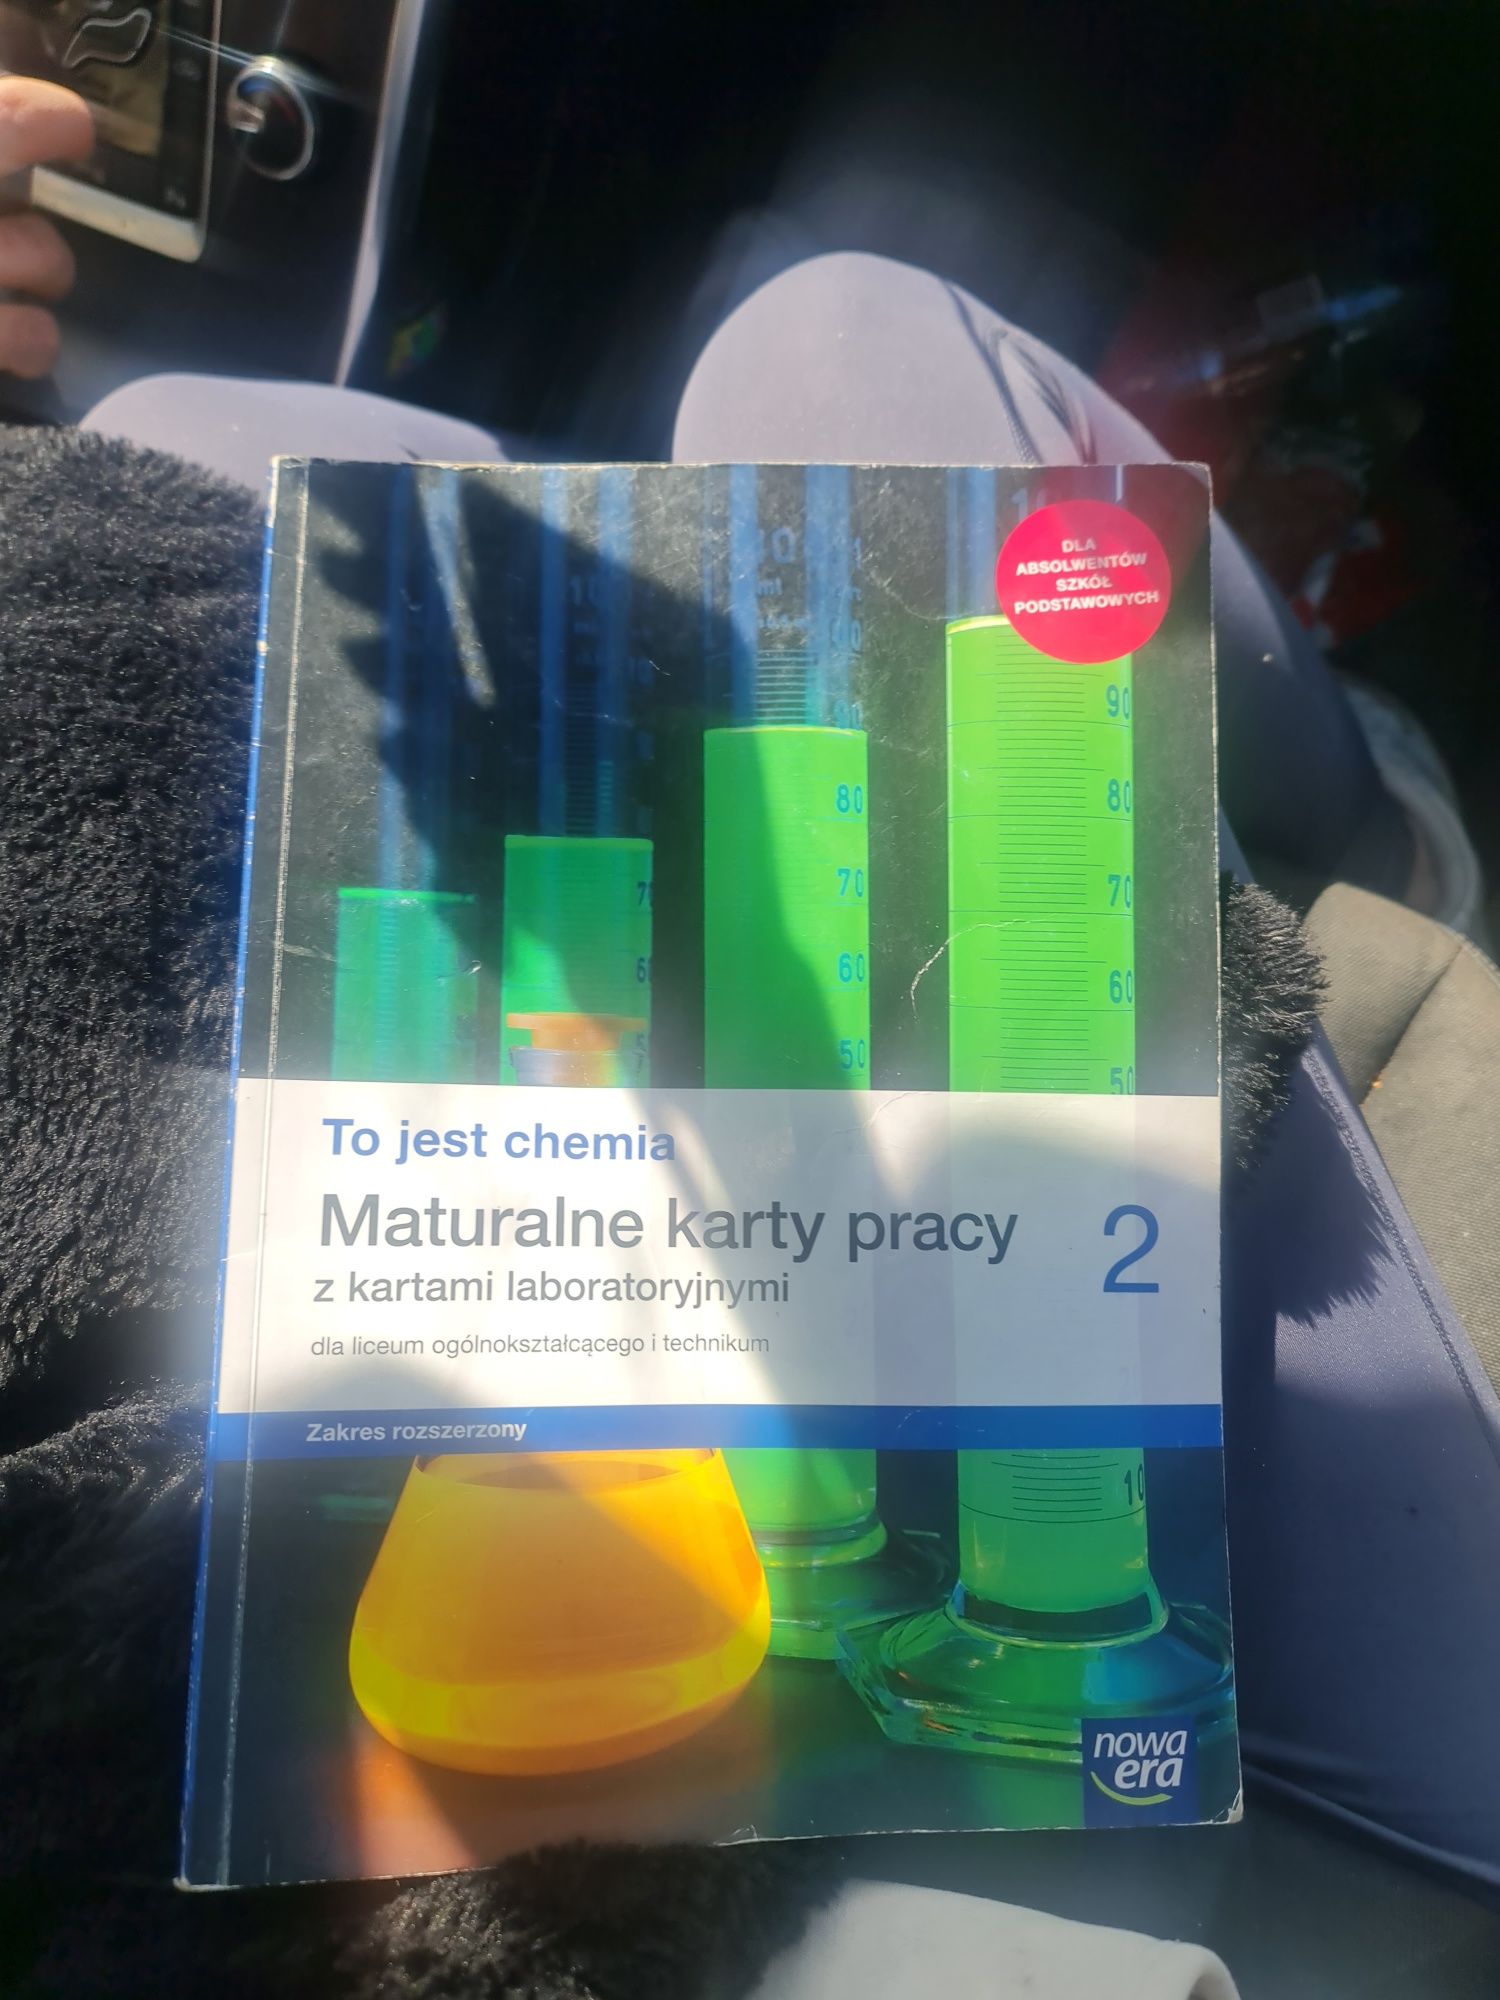 DLA
ABSOLWENTÓW
SZKÓŁ
PODSTAWOWYCH
90
80
80
70
70
60
60
50
50
To jest chemia
Maturalne karty pracy
2
z kartami laboratoryjnymi
dla liceum ogólnokształcącego i technikum
Zakres rozszerzony
10
nowa
era